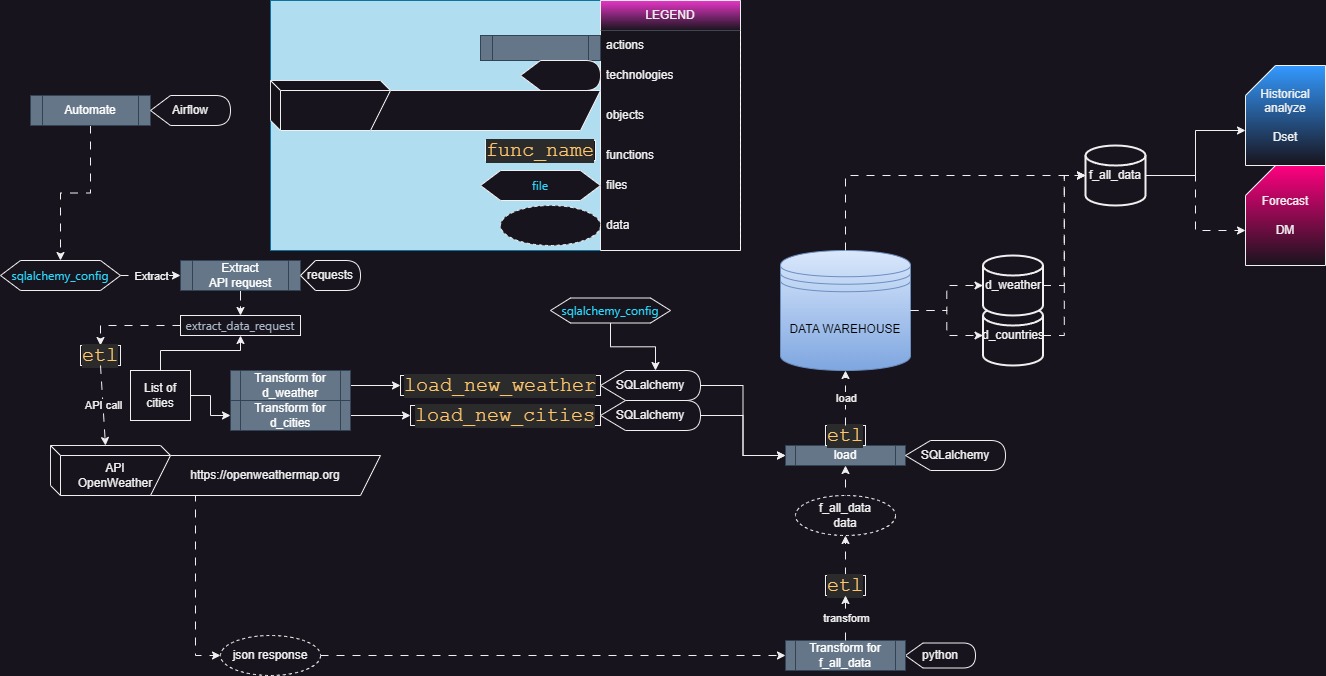 LEGEND
actions
technologies
objects
func_name
functions
file
files
data
Automate
Airflow
Historical
analyze
Dset
f_all_data
Forecast
DM
sqlalchemy_config
Extract
Extract
API request
requests
extract_data_request
etl
List of
cities
API call
API
OpenWeather
https://openweathermap.org
Transform for
d_weather
Transform for
d_cities
load_new_weather
load_new_cities
sqlalchemy_config
SQLalchemy
SQLalchemy
DATA WAREHOUSE
d_weather
d_countries
load
etl
load
SQLalchemy
f_all_data
data
etl
transform
Transform for
f_all_data
python
json response